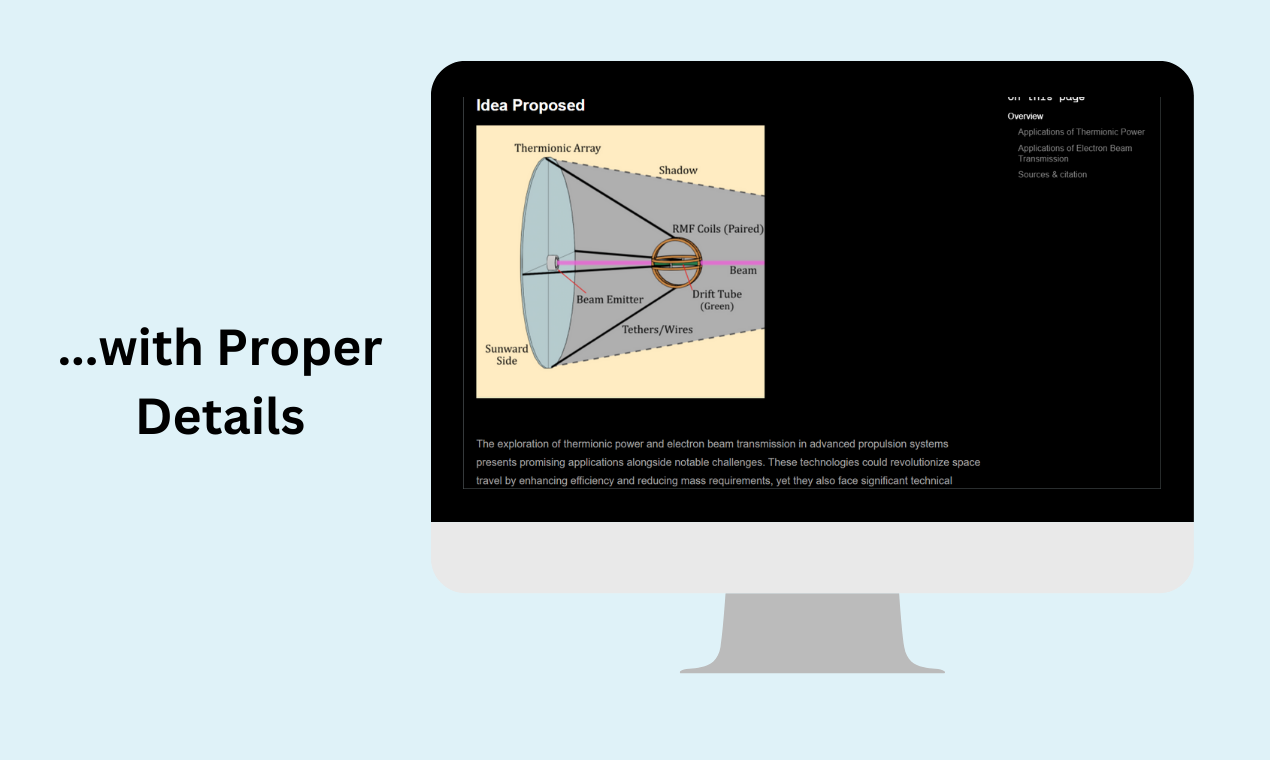 ...with Proper
Details
Idea Proposed
Thermionic Array
Shadow
RMF Coils (Paired)
Beam
Drift Tube
(Green)
Beam Emitter
Tethers/Wires
Sunward
Side
The exploration of thermionic power and electron beam transmission in advanced propulsion systems
presents promising applications alongside notable challenges. These technologies could revolutionize space
travel by enhancing efficiency and reducing mass requirements, yet they also face significant technical
on this page
Overview
Applications of Thermionic Power
Applications of Electron Beam
Transmission
Sources & citation